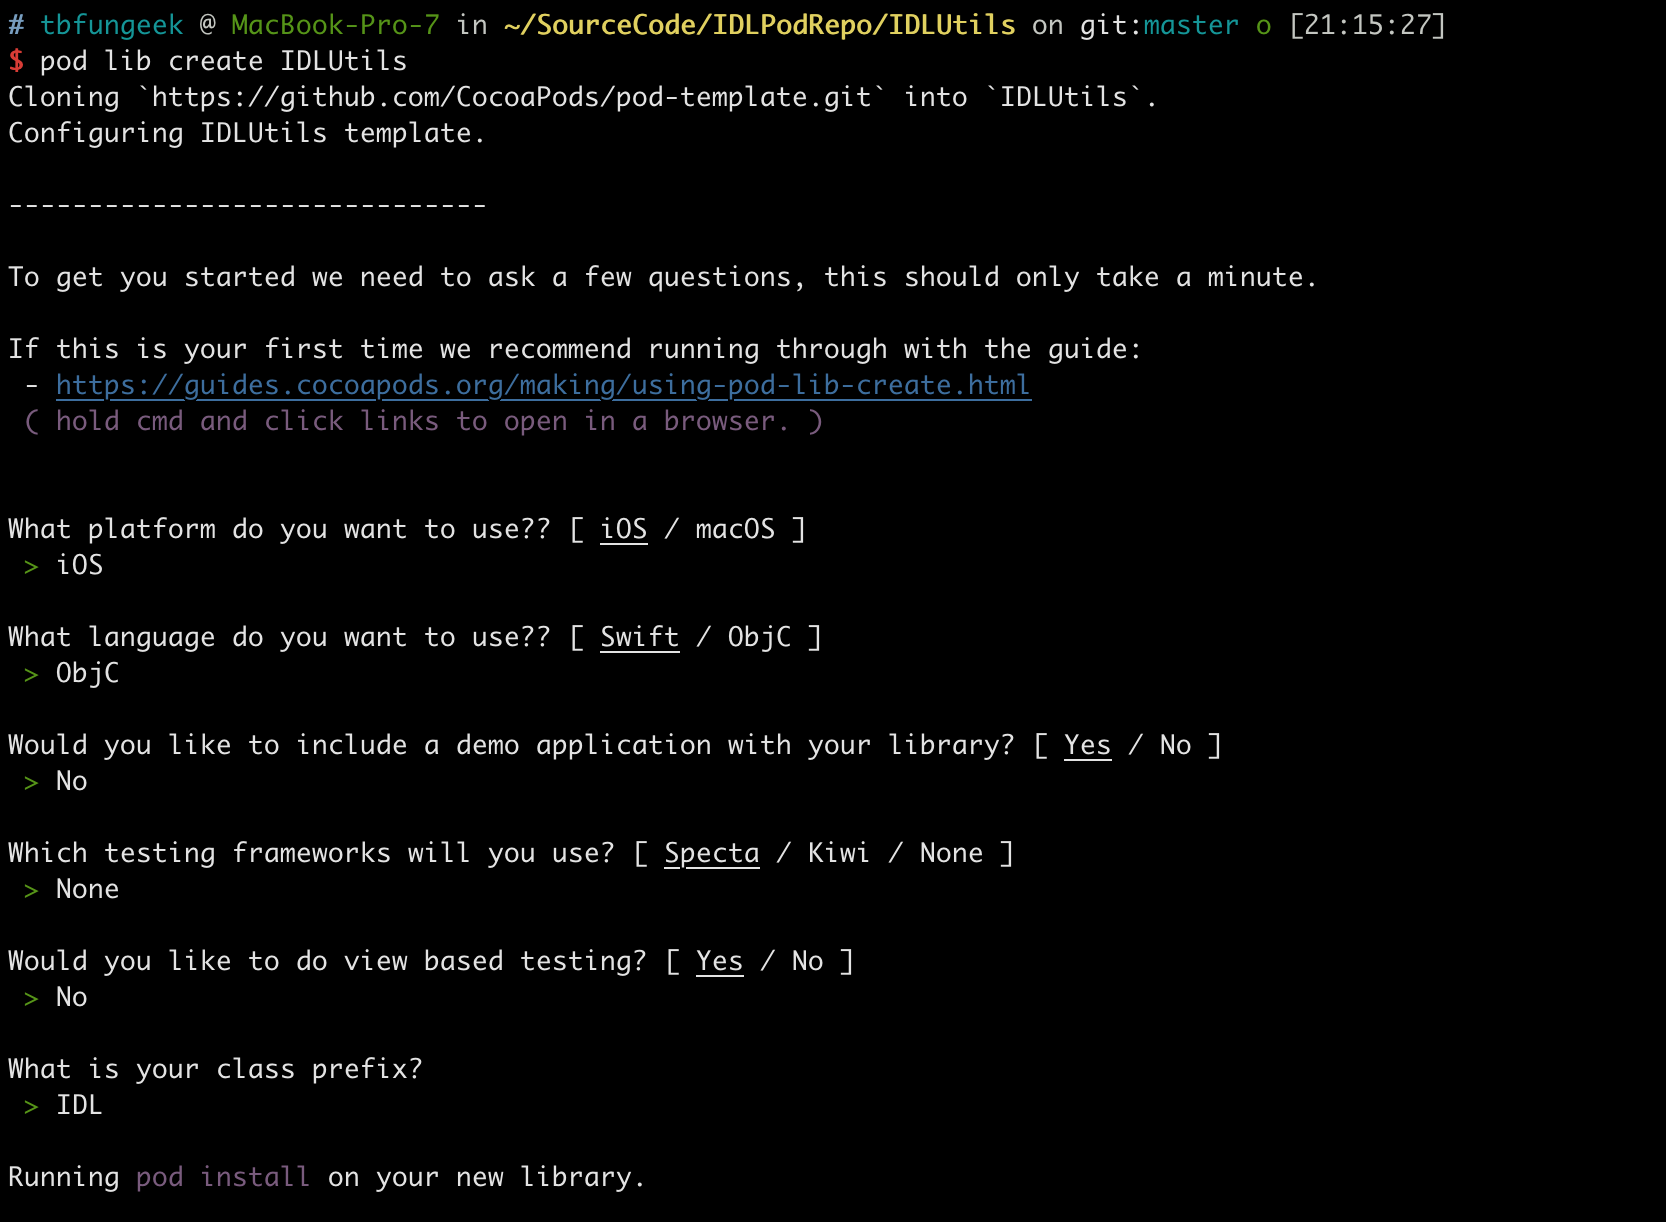 # tbfungeek @ MacBook-Pro-7 in ~/SourceCode/IDLPodRepo/IDLUtils on git:master o [21:15:27]
$ pod lib create IDLUtils
Cloning `https://github.com/CocoaPods/pod-template.git` into `IDLUtils`.
Configuring IDLUtils template.
------------------------------
To get you started we need to ask a few questions, this should only take a minute.
If this is your first time we recommend running through with the guide:
- https://guides.cocoapods.org/making/using-pod-lib-create.html
( hold cmd and click links to open in a browser. )
What platform do you want to use?? [ iOS / macOS ]
> iOS
What language do you want to use?? [ Swift / ObjC ]
> ObjC
Would you like to include a demo application with your library? [ Yes / No ]
> No
Which testing frameworks will you use? [ Specta / Kiwi / None ]
> None
Would you like to do view based testing? [ Yes / No ]
> No
What is your class prefix?
> IDL
Running pod install on your new library.